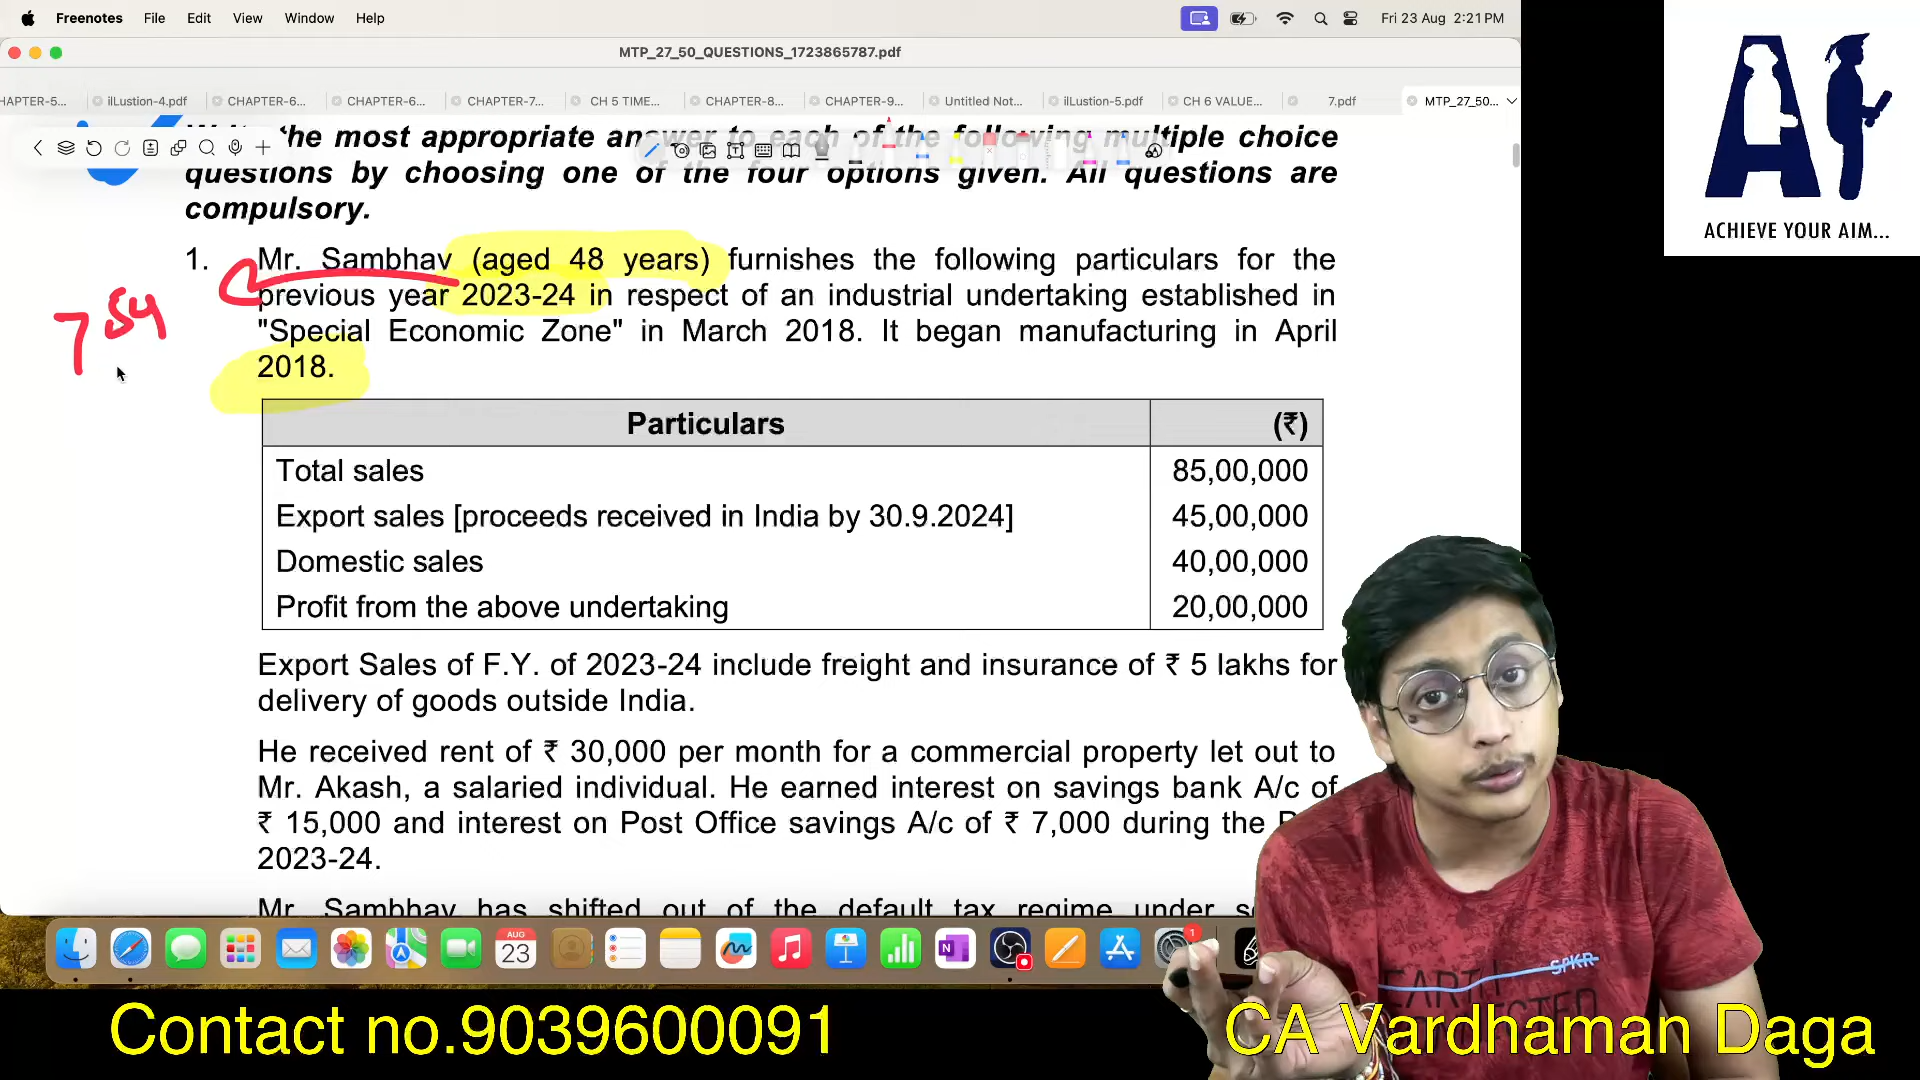 Freenotes File Edit View Window Help Fri 23 Aug 2:21 PM
MTP_27_50_QUESTIONS_1723865787.pdf
HAPTER-5... ilLustion-4.pdf CHAPTER-6... CHAPTER-6... CHAPTER-7... CH 5 TIME... CHAPTER-8... CHAPTER-9... Untitled Not... ilLustion-5.pdf CH 6 VALUE... 7.pdf MTP_27_50...
the most appropriate answer to each of the following multiple choice
questions by choosing one of the four options given. All questions are
compulsory.
1. Mr. Sambhav (aged 48 years) furnishes the following particulars for the
previous year 2023-24 in respect of an industrial undertaking established in
"Special Economic Zone" in March 2018. It began manufacturing in April
2018.
Particulars (₹)
Total sales 85,00,000
Export sales [proceeds received in India by 30.9.2024] 45,00,000
Domestic sales 40,00,000
Profit from the above undertaking 20,00,000
Export Sales of F.Y. of 2023-24 include freight and insurance of ₹ 5 lakhs for
delivery of goods outside India.
He received rent of ₹ 30,000 per month for a commercial property let out to
Mr. Akash, a salaried individual. He earned interest on savings bank A/c of
₹ 15,000 and interest on Post Office savings A/c of ₹ 7,000 during the
2023-24.
Mr. Sambhav has shifted out of the default tax regime under
ACHIEVE YOUR AIM...
AUG
23
1
SPKR
Contact no.9039600091
CA Vardhaman Daga